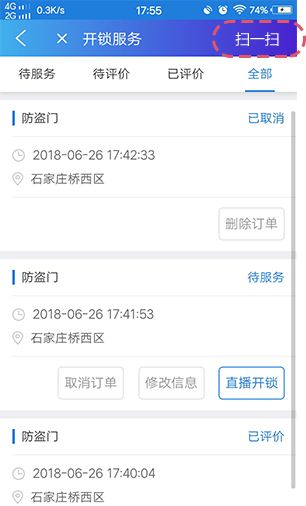 4G 2G 0.3K/s 17:55 74%
开锁服务 扫一扫
待服务 待评价 已评价 全部
防盗门 已取消
2018-06-26 17:42:33
石家庄桥西区
删除订单
防盗门 待服务
2018-06-26 17:41:53
石家庄桥西区
取消订单 修改信息 直播开锁
防盗门 已评价
2018-06-26 17:40:04
石家庄桥西区